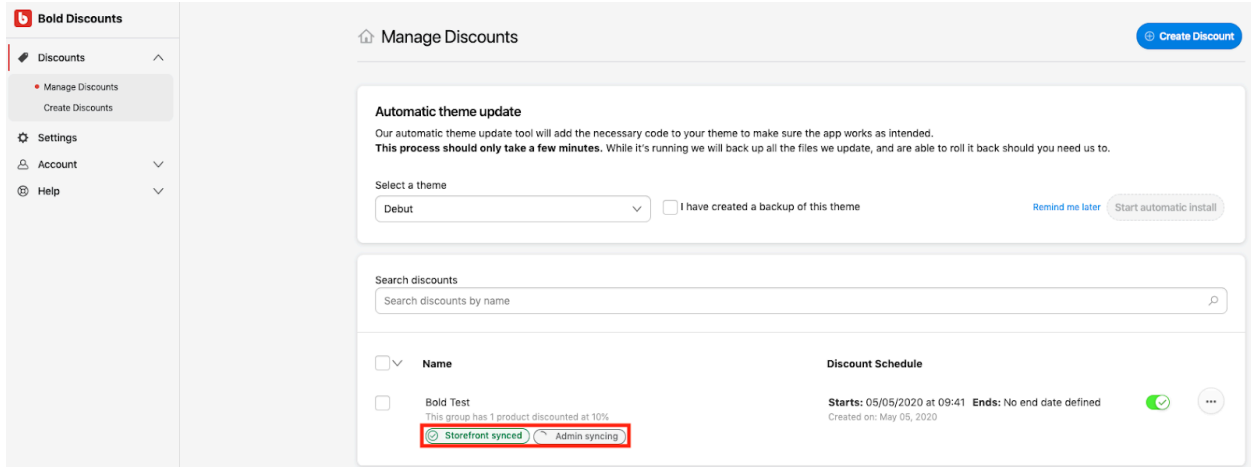 Bold Discounts
Discounts
Manage Discounts
Create Discounts
Settings
Account
Help
Manage Discounts
Create Discount
Automatic theme update
Our automatic theme update tool will add the necessary code to your theme to make sure the app works as intended.
This process should only take a few minutes. While it's running we will back up all the files we update, and are able to roll it back should you need us to.
Select a theme
Debut
I have created a backup of this theme
Remind me later
Start automatic install
Search discounts
Search discounts by name
Name
Discount Schedule
Bold Test
Starts: 05/05/2020 at 09:41 Ends: No end date defined
This group has 1 product discounted at 10%
Created on: May 05, 2020
Storefront synced
Admin syncing